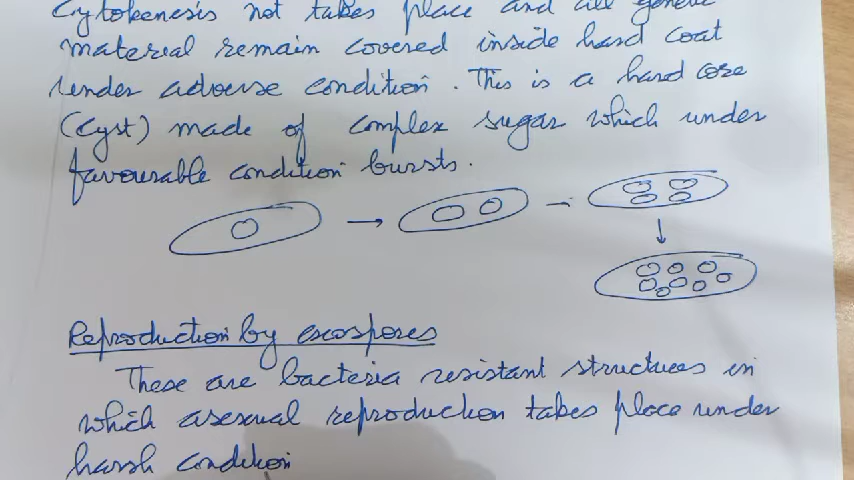 Cytokenesis not takes place and all genetic
material remain covered inside hard coat
under adverse condition. This is a hard core
(Cyst) made of complex sugar which under
favourable condition bursts.
Reproduction by exospores
These are bacteria resistant structures in
which asexual reproduction takes place under
harsh condition